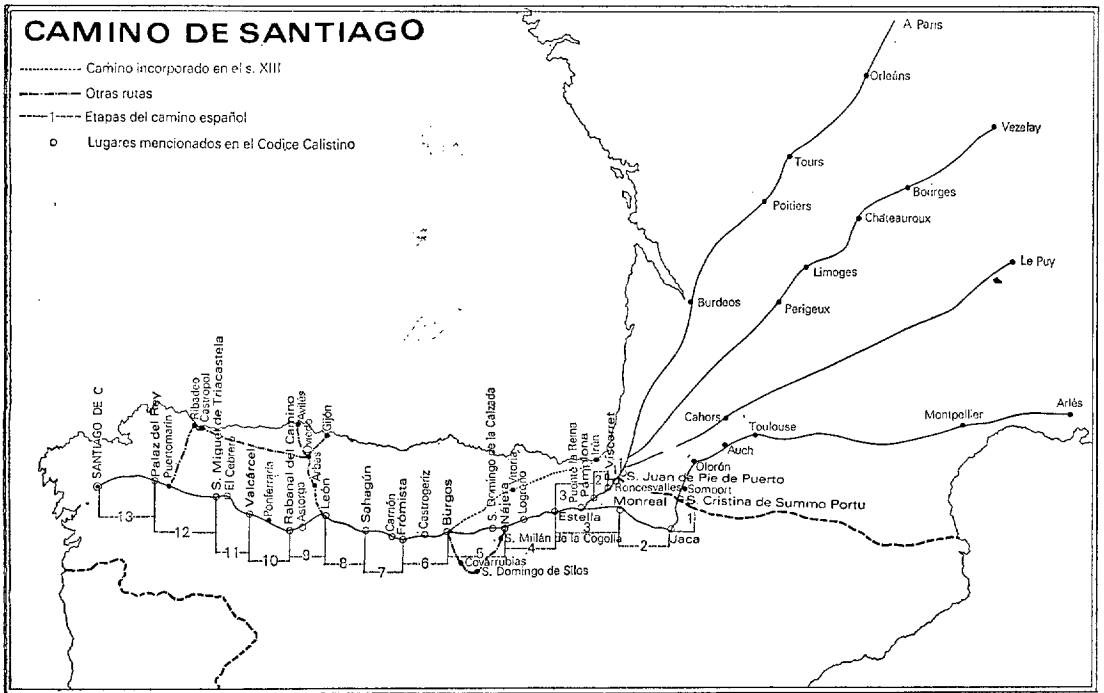 CAMINO DE SANTIAGO
Camino incorporado en el s. XIII
Otras rutas
1 Etapas del camino español
Lugares mencionados en el Codice Calistino
A Paris
Orleáns
Vezelay
Tours
Bourges
Poitiers
Châteauroux
Limoges
Le Puy
Burdeos
Perigeux
Cahors
Toulouse
Montpellier
Arlés
Auch
Olorón
Somport
S. Juan de Pie de Puerto
Roncesvalles
S. Cristina de Summo Portu
Viscarret
Irún
Pamplona
Puente la Reina
Monreal
Jaca
Estella
Vitoria
Logroño
Nájera
S. Domingo de la Calzada
S. Millán de la Cogolla
Covarrubias
S. Domingo de Silos
Burgos
Castrogeriz
Frómista
Carrión
Sahagún
León
Gijón
Avilés
Oviedo
Arbas
Astorga
Rabanal del Camino
Ponferrada
Valcárcel
El Cebrero
S. Miguel de Triacastela
Castropol
Ribadeo
Puertomarín
Palaz del Rey
SANTIAGO DE C
13
12
11
10
9
8
7
6
5
4
3
2
1
3
2
1